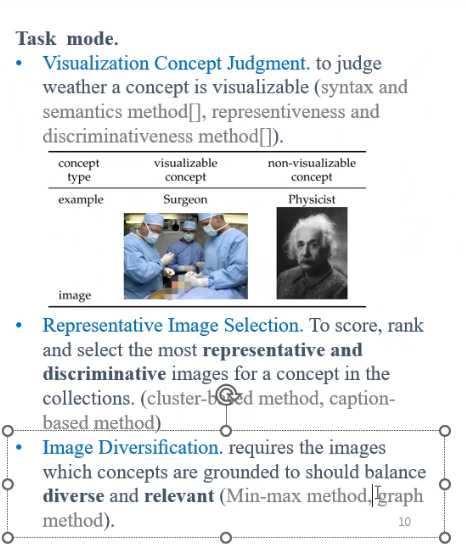 Task mode.
• Visualization Concept Judgment. to judge
weather a concept is visualizable (syntax and
semantics method[], representiveness and
discriminativeness method[]).
concept visualizable non-visualizable
type concept concept
example Surgeon Physicist
image
• Representative Image Selection. To score, rank
and select the most representative and
discriminative images for a concept in the
collections. (cluster-based method, caption-
based method)
• Image Diversification. requires the images
which concepts are grounded to should balance
diverse and relevant (Min-max method, graph
method).
10